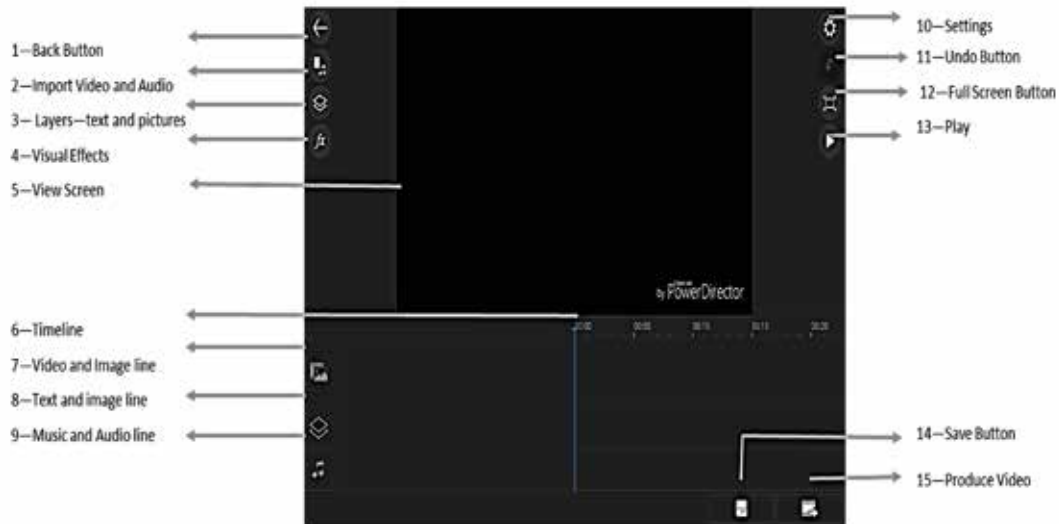 1—Back Button
2—Import Video and Audio
3— Layers—text and pictures
4—Visual Effects
5—View Screen
6—Timeline
7—Video and Image line
8—Text and image line
9—Music and Audio line
10—Settings
11—Undo Button
12—Full Screen Button
13—Play
by PowerDirector
14—Save Button
15—Produce Video